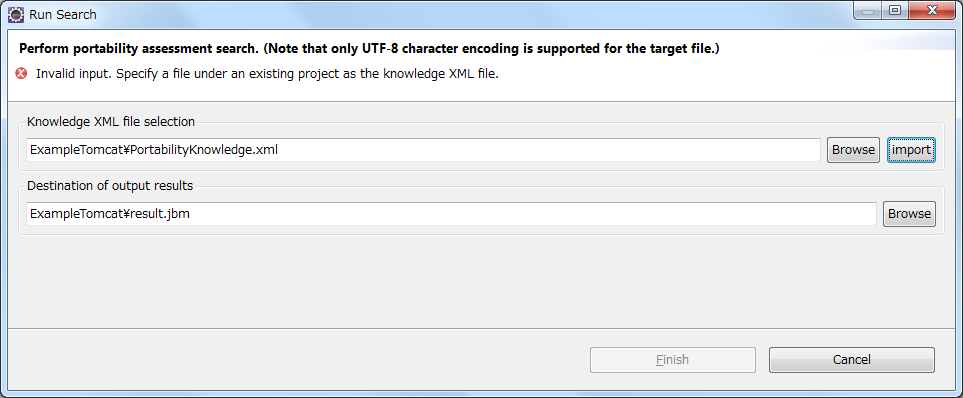 Run Search
Perform portability assessment search. (Note that only UTF-8 character encoding is supported for the target file.)
Invalid input. Specify a file under an existing project as the knowledge XML file.
Knowledge XML file selection
ExampleTomcat¥PortabilityKnowledge.xml
Browse
import
Destination of output results
ExampleTomcat¥result.jbm
Browse
Finish
Cancel